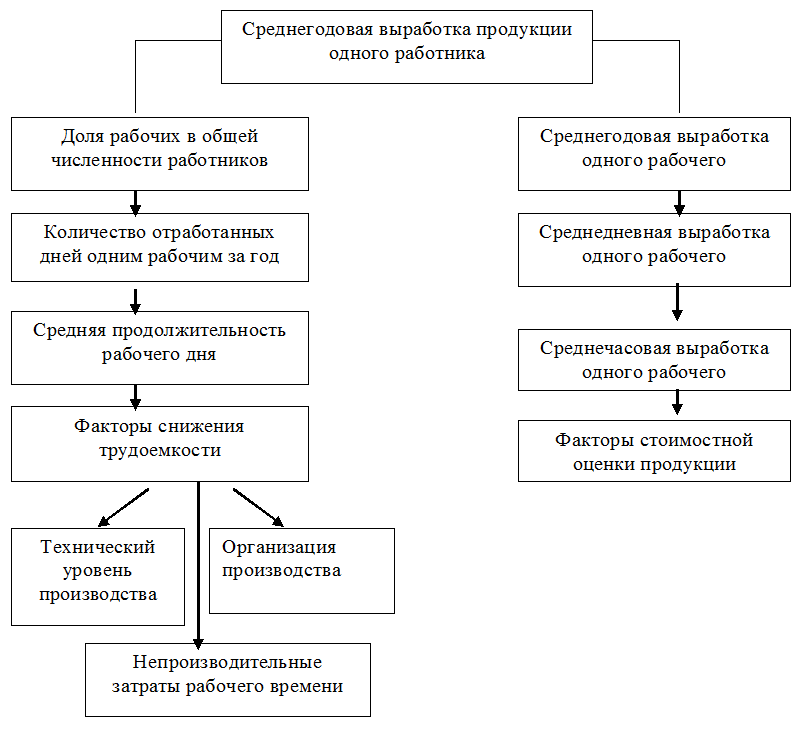 Среднегодовая выработка продукции
одного работника
Доля рабочих в общей
численности работников
Среднегодовая выработка
одного рабочего
Количество отработанных
дней одним рабочим за год
Среднедневная выработка
одного рабочего
Средняя продолжительность
рабочего дня
Среднечасовая выработка
одного рабочего
Факторы снижения
трудоемкости
Факторы стоимостной
оценки продукции
Технический
уровень
производства
Организация
производства
Непроизводительные
затраты рабочего времени